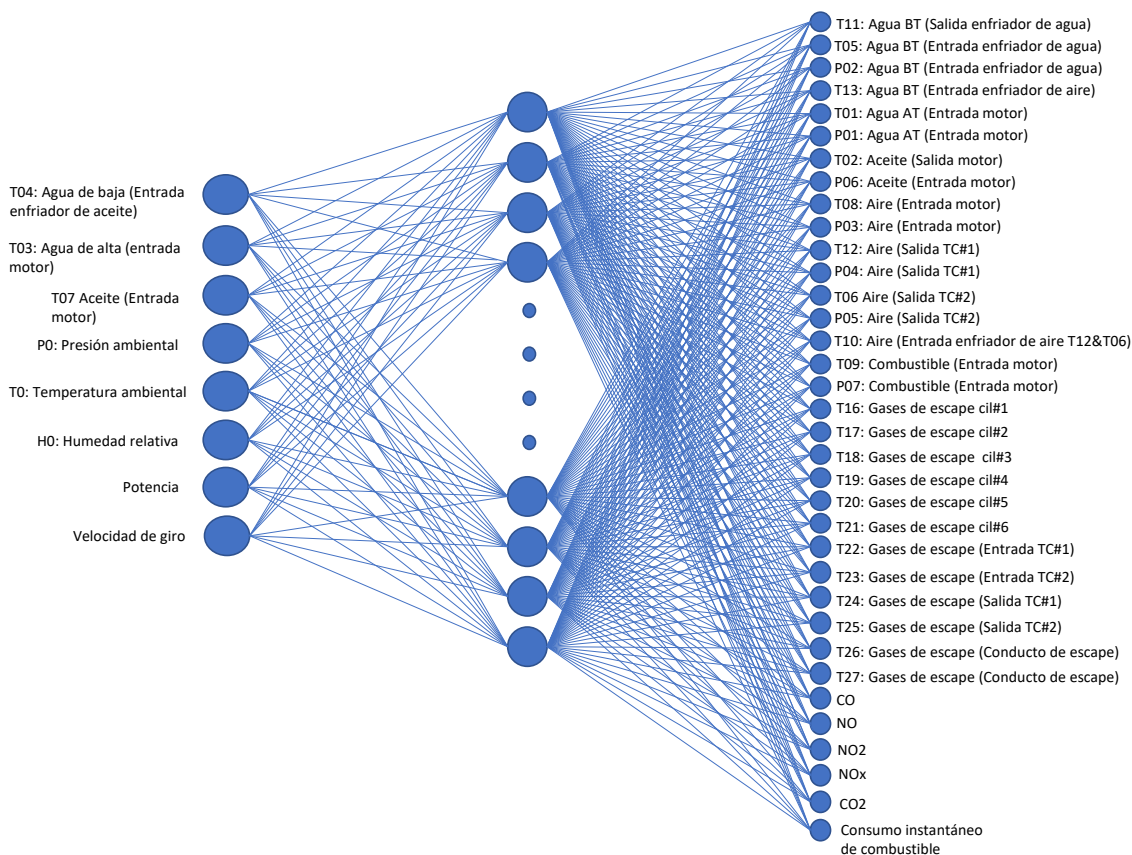 T04: Agua de baja (Entrada
enfriador de aceite)
T03: Agua de alta (entrada
motor)
T07 Aceite (Entrada
motor)
P0: Presión ambiental
T0: Temperatura ambiental
H0: Humedad relativa
Potencia
Velocidad de giro
T11: Agua BT (Salida enfriador de agua)
T05: Agua BT (Entrada enfriador de agua)
P02: Agua BT (Entrada enfriador de agua)
T13: Agua BT (Entrada enfriador de aire)
T01: Agua AT (Entrada motor)
P01: Agua AT (Entrada motor)
T02: Aceite (Salida motor)
P06: Aceite (Entrada motor)
T08: Aire (Entrada motor)
P03: Aire (Entrada motor)
T12: Aire (Salida TC#1)
P04: Aire (Salida TC#1)
T06 Aire (Salida TC#2)
P05: Aire (Salida TC#2)
T10: Aire (Entrada enfriador de aire T12&T06)
T09: Combustible (Entrada motor)
P07: Combustible (Entrada motor)
T16: Gases de escape cil#1
T17: Gases de escape cil#2
T18: Gases de escape  cil#3
T19: Gases de escape cil#4
T20: Gases de escape cil#5
T21: Gases de escape cil#6
T22: Gases de escape (Entrada TC#1)
T23: Gases de escape (Entrada TC#2)
T24: Gases de escape (Salida TC#1)
T25: Gases de escape (Salida TC#2)
T26: Gases de escape (Conducto de escape)
T27: Gases de escape (Conducto de escape)
CO
NO
NO2
NOx
CO2
Consumo instantáneo
de combustible